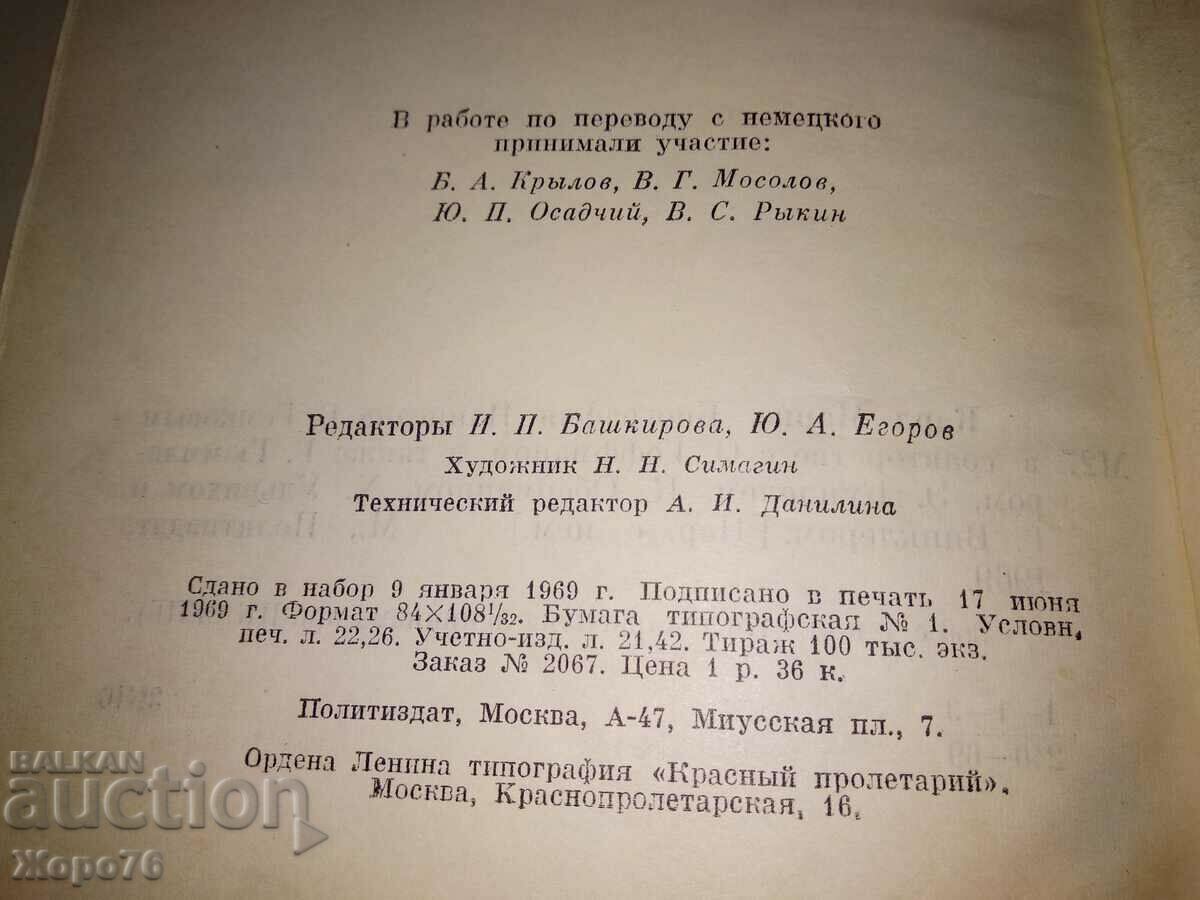 В работе по переводу с немецкого
принимали участие:
Б. А. Крылов, В. Г. Мосолов,
Ю. П. Осадчий, В. С. Рыкин
Редакторы Н. П. Башкирова, Ю. А. Егоров
Художник Н. Н. Симагин
Технический редактор А. И. Данилина
Сдано в набор 9 января 1969 г. Подписано в печать 17 июня
1969 г. Формат 84×108¹/₃₂. Бумага типографская № 1. Условн.
печ. л. 22,26. Учетно-изд. л. 21,42. Тираж 100 тыс. экз.
Заказ № 2067. Цена 1 р. 36 к.
Политиздат, Москва, А-47, Миусская пл., 7.
Ордена Ленина типография «Красный пролетарий».
Москва, Краснопролетарская, 16.
BALKAN
auction
Жоро76